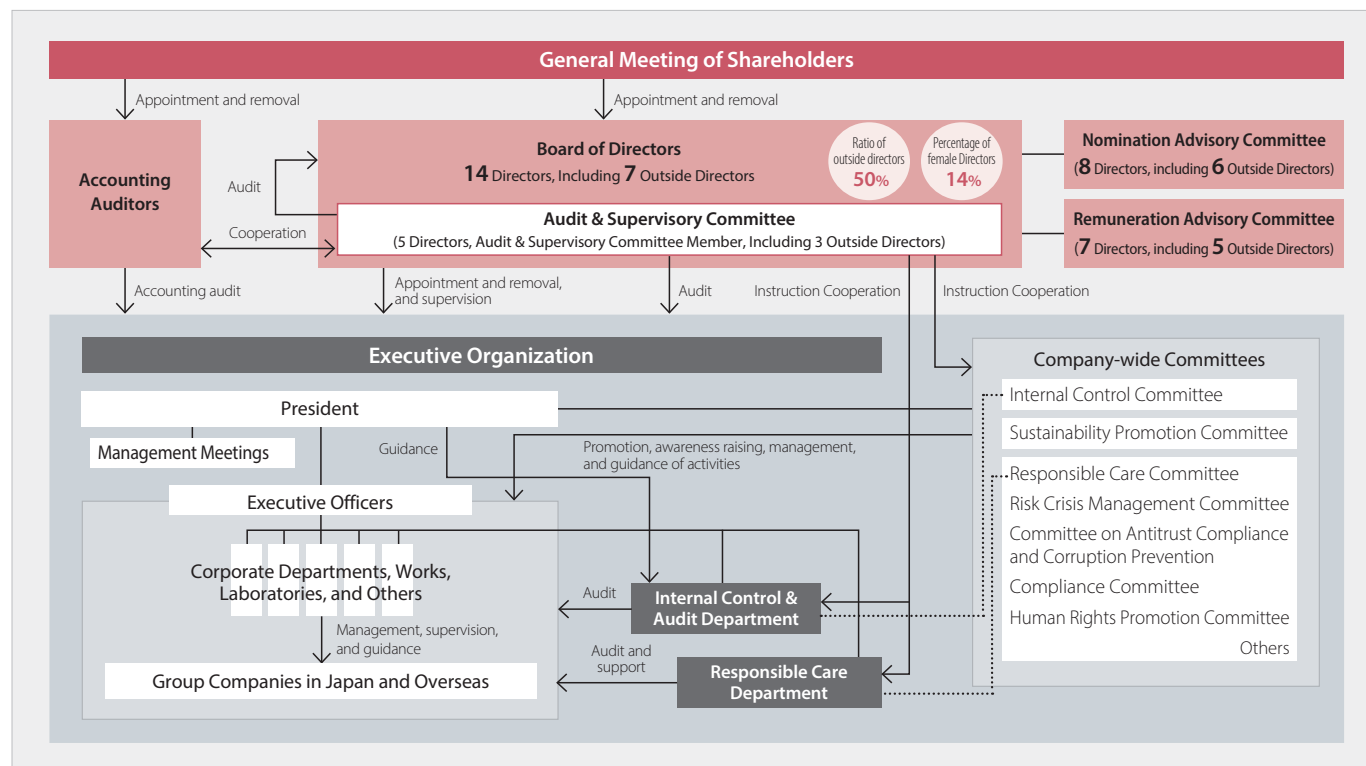 General Meeting of Shareholders
Appointment and removal
Appointment and removal
Accounting
Auditors
Board of Directors
14 Directors, Including 7 Outside Directors
Ratio of
outside directors
50%
Percentage of
female Directors
14%
Nomination Advisory Committee
(8 Directors, including 6 Outside Directors)
Audit
Cooperation
Audit & Supervisory Committee
(5 Directors, Audit & Supervisory Committee Member, Including 3 Outside Directors)
Remuneration Advisory Committee
(7 Directors, including 5 Outside Directors)
Accounting audit
Appointment and removal,
and supervision
Audit
Instruction Cooperation
Instruction Cooperation
Executive Organization
Company-wide Committees
President
Management Meetings
Guidance
Promotion, awareness raising, management,
and guidance of activities
Internal Control Committee
Sustainability Promotion Committee
Responsible Care Committee
Risk Crisis Management Committee
Committee on Antitrust Compliance
and Corruption Prevention
Compliance Committee
Human Rights Promotion Committee
Others
Executive Officers
Corporate Departments, Works,
Laboratories, and Others
Audit
Internal Control &
Audit Department
Management, supervision,
and guidance
Audit and
support
Responsible Care
Department
Group Companies in Japan and Overseas